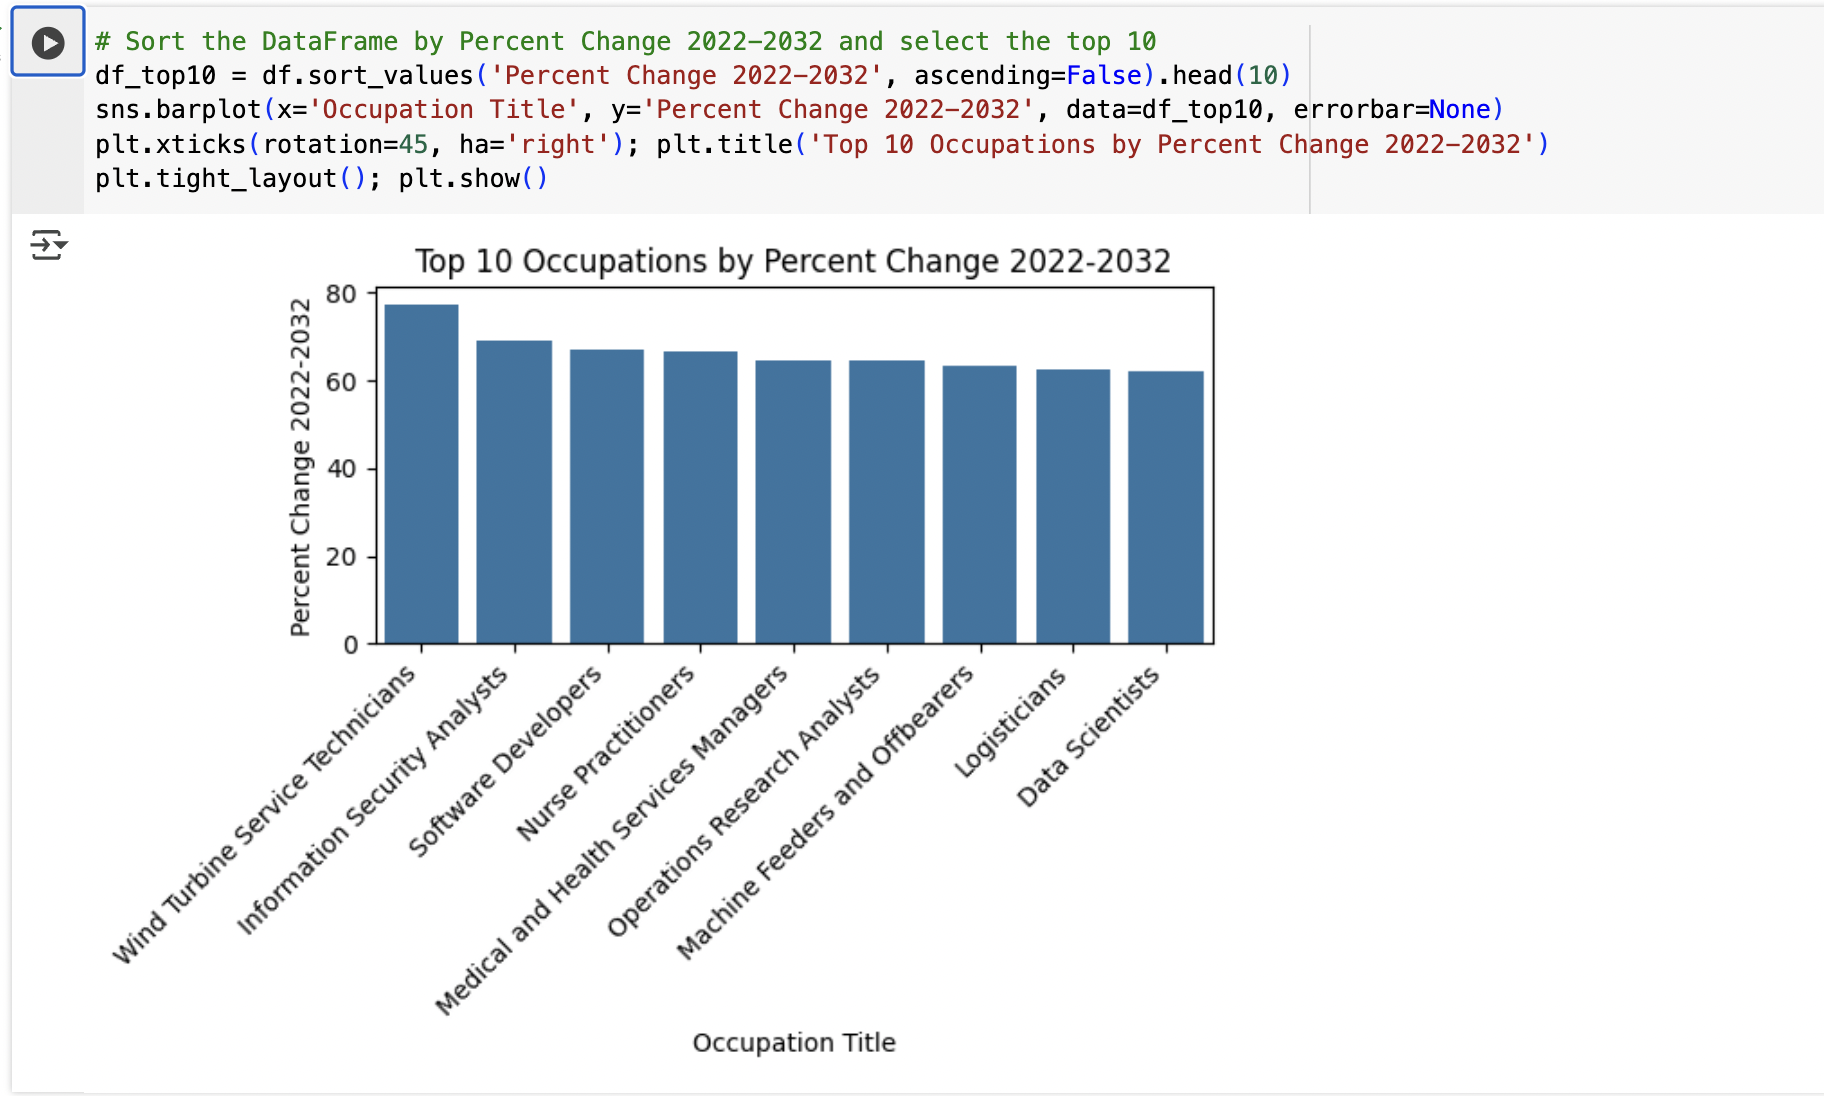 # Sort the DataFrame by Percent Change 2022-2032 and select the top 10
df_top10 = df.sort_values('Percent Change 2022-2032', ascending=False).head(10)
sns.barplot(x='Occupation Title', y='Percent Change 2022-2032', data=df_top10, errorbar=None)
plt.xticks(rotation=45, ha='right'); plt.title('Top 10 Occupations by Percent Change 2022-2032')
plt.tight_layout(); plt.show()
Top 10 Occupations by Percent Change 2022-2032
Percent Change 2022-2032
80
60
40
20
0
Wind Turbine Service Technicians
Information Security Analysts
Software Developers
Nurse Practitioners
Medical and Health Services Managers
Operations Research Analysts
Machine Feeders and Offbearers
Logisticians
Data Scientists
Occupation Title